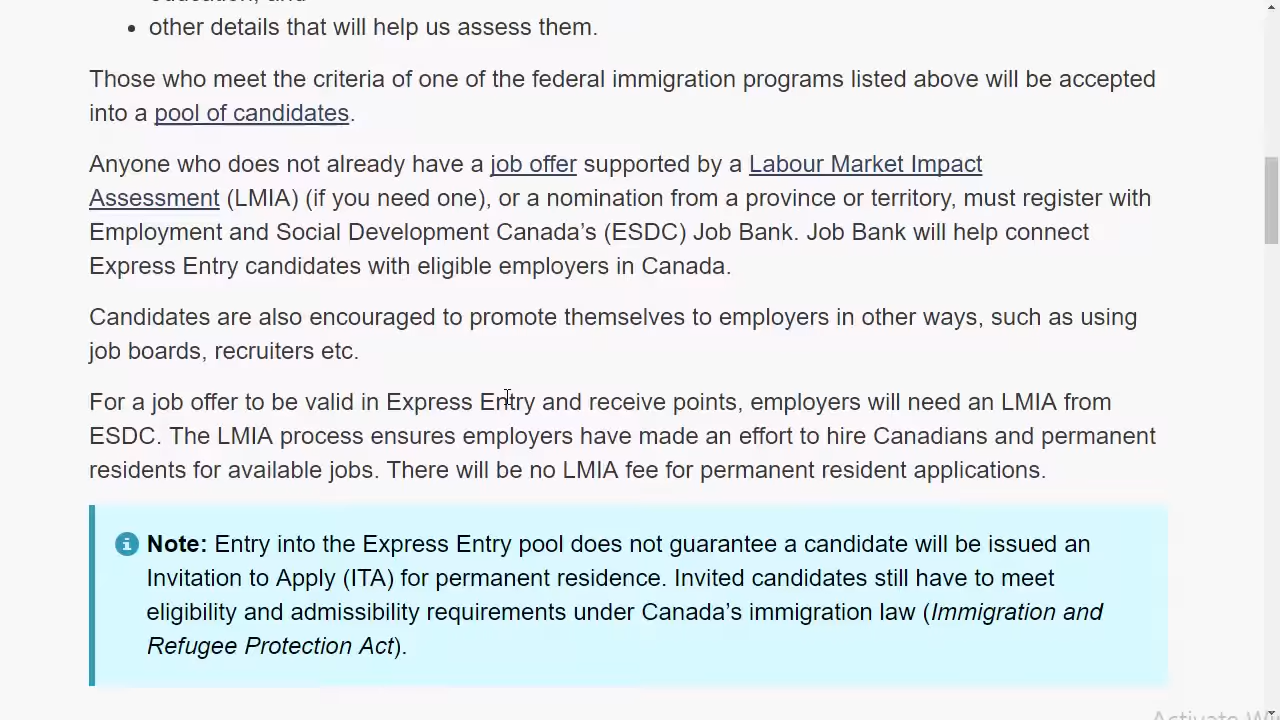 other details that will help us assess them.
Those who meet the criteria of one of the federal immigration programs listed above will be accepted
into a pool of candidates.
Anyone who does not already have a job offer supported by a Labour Market Impact
Assessment (LMIA) (if you need one), or a nomination from a province or territory, must register with
Employment and Social Development Canada’s (ESDC) Job Bank. Job Bank will help connect
Express Entry candidates with eligible employers in Canada.
Candidates are also encouraged to promote themselves to employers in other ways, such as using
job boards, recruiters etc.
For a job offer to be valid in Express Entry and receive points, employers will need an LMIA from
ESDC. The LMIA process ensures employers have made an effort to hire Canadians and permanent
residents for available jobs. There will be no LMIA fee for permanent resident applications.
Note: Entry into the Express Entry pool does not guarantee a candidate will be issued an
Invitation to Apply (ITA) for permanent residence. Invited candidates still have to meet
eligibility and admissibility requirements under Canada’s immigration law (Immigration and
Refugee Protection Act).